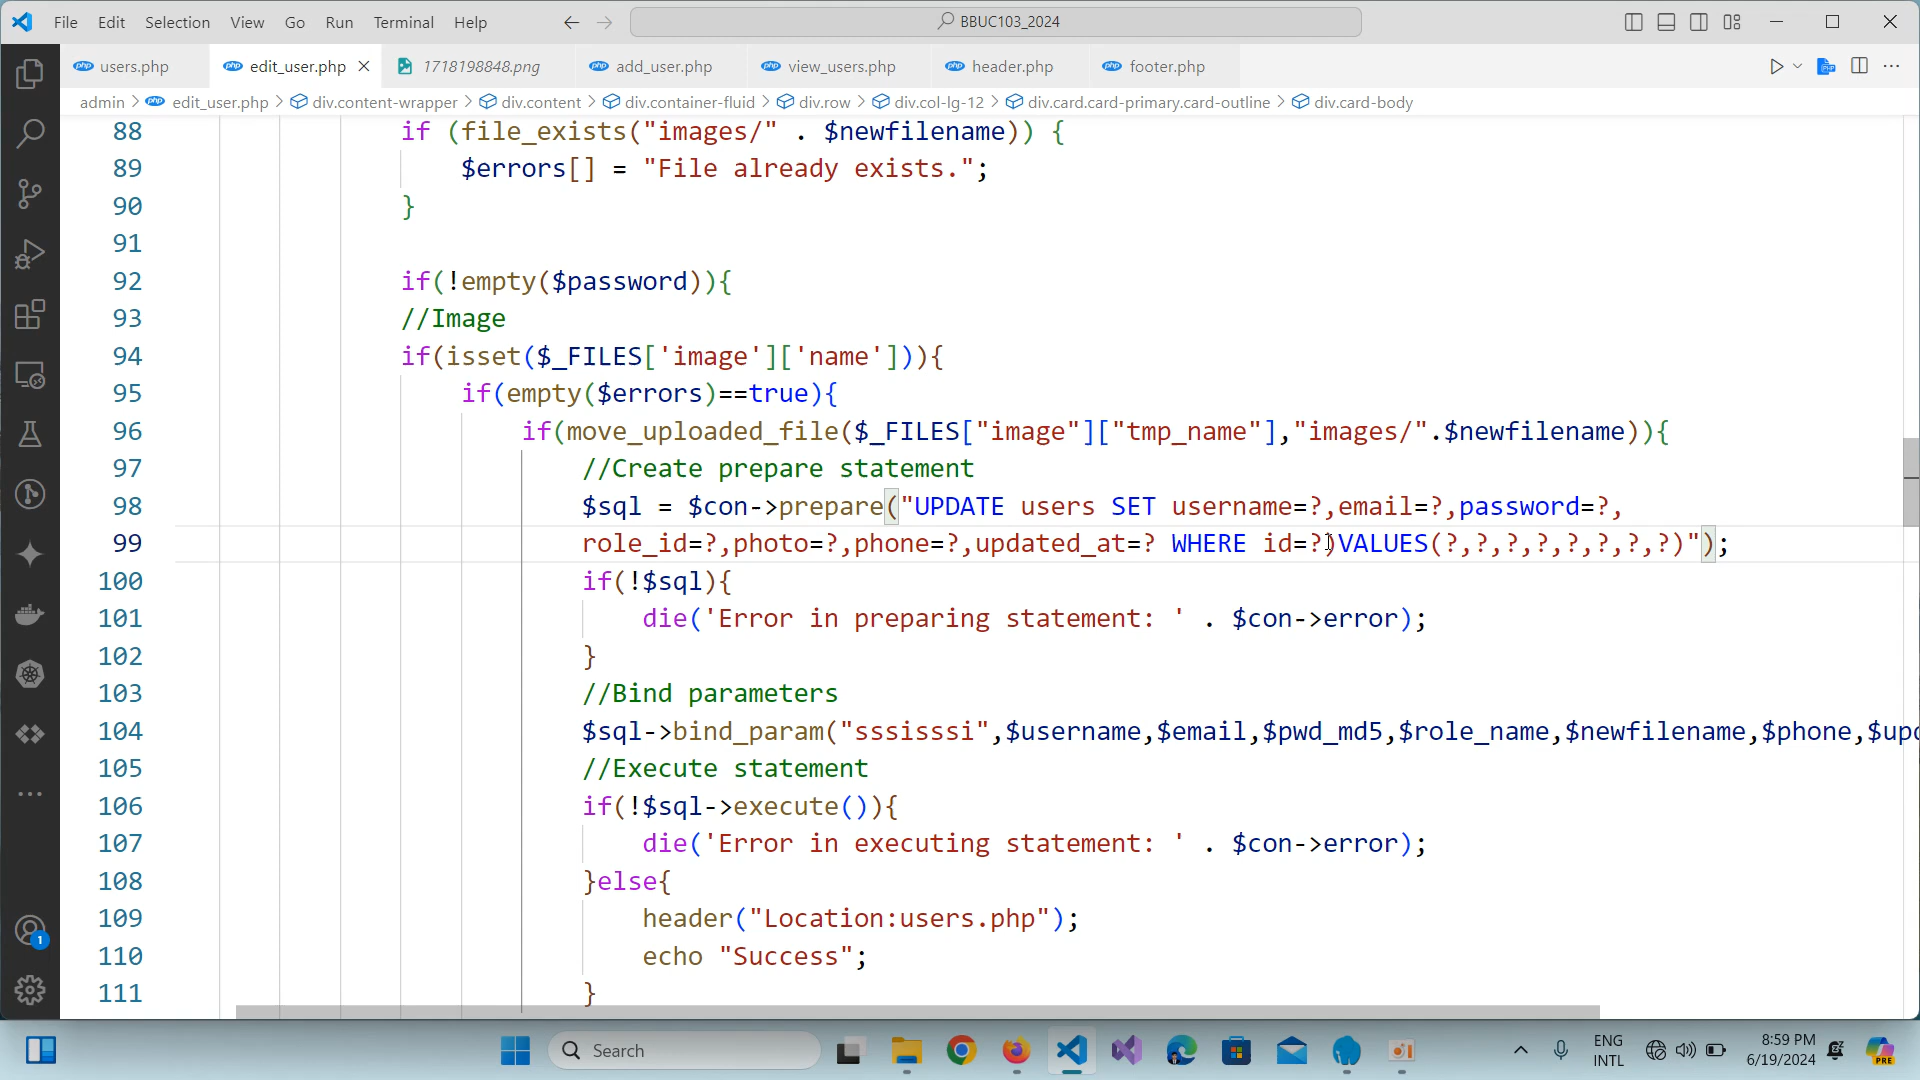 File Edit Selection View Go Run Terminal Help BBUC103_2024
users.php edit_user.php 1718198848.png add_user.php view_users.php header.php footer.php
admin > edit_user.php > div.content-wrapper > div.content > div.container-fluid > div.row > div.col-lg-12 > div.card.card-primary.card-outline > div.card-body
88 if (file_exists("images/" . $newfilename)) {
89 $errors[] = "File already exists.";
90 }
91
92 if(!empty($password)){
93 //Image
94 if(isset($_FILES['image']['name'])){
95 if(empty($errors)==true){
96 if(move_uploaded_file($_FILES["image"]["tmp_name"],"images/".$newfilename)){
97 //Create prepare statement
98 $sql = $con->prepare("UPDATE users SET username=?,email=?,password=?,
99 role_id=?,photo=?,phone=?,updated_at=? WHERE id=?)VALUES(?,?,?,?,?,?,?,?)");
100 if(!$sql){
101 die('Error in preparing statement: ' . $con->error);
102 }
103 //Bind parameters
104 $sql->bind_param("sssisssi",$username,$email,$pwd_md5,$role_name,$newfilename,$phone,$upd
105 //Execute statement
106 if(!$sql->execute()){
107 die('Error in executing statement: ' . $con->error);
108 }else{
109 header("Location:users.php");
110 echo "Success";
111 }
1
Search
ENG
INTL
8:59 PM
6/19/2024
PRE